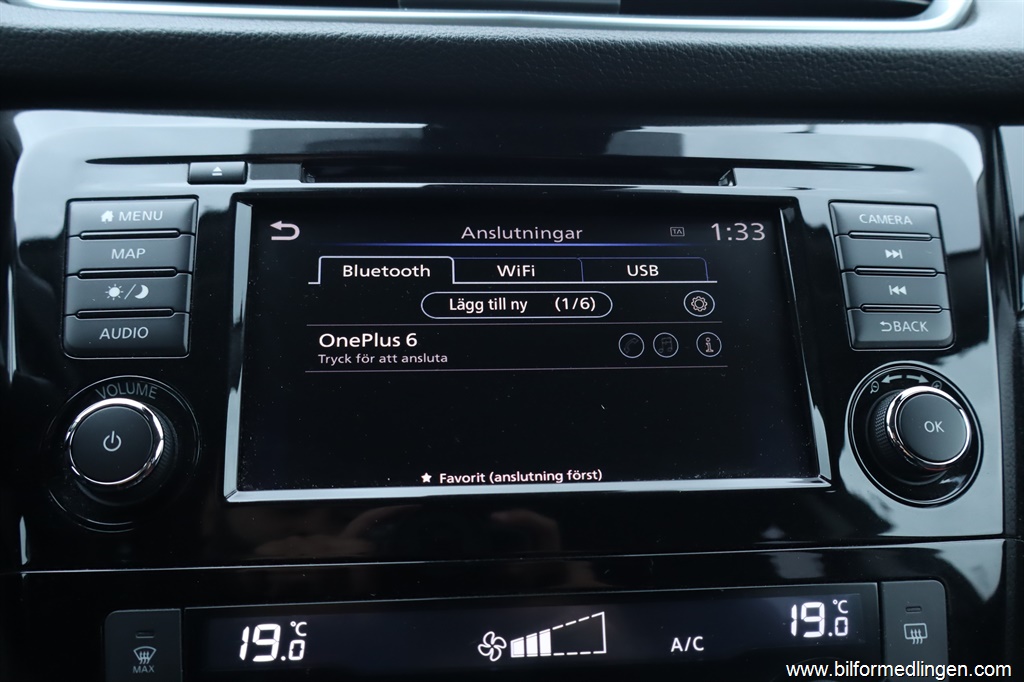 MENU
MAP
AUDIO
VOLUME
Anslutningar TA 1:33
Bluetooth WiFi USB
Lägg till ny (1/6)
OnePlus 6
Tryck för att ansluta
Favorit (anslutning först)
CAMERA
BACK
OK
MAX
19.0°C
A/C
19.0°C
www.bilformedlingen.com